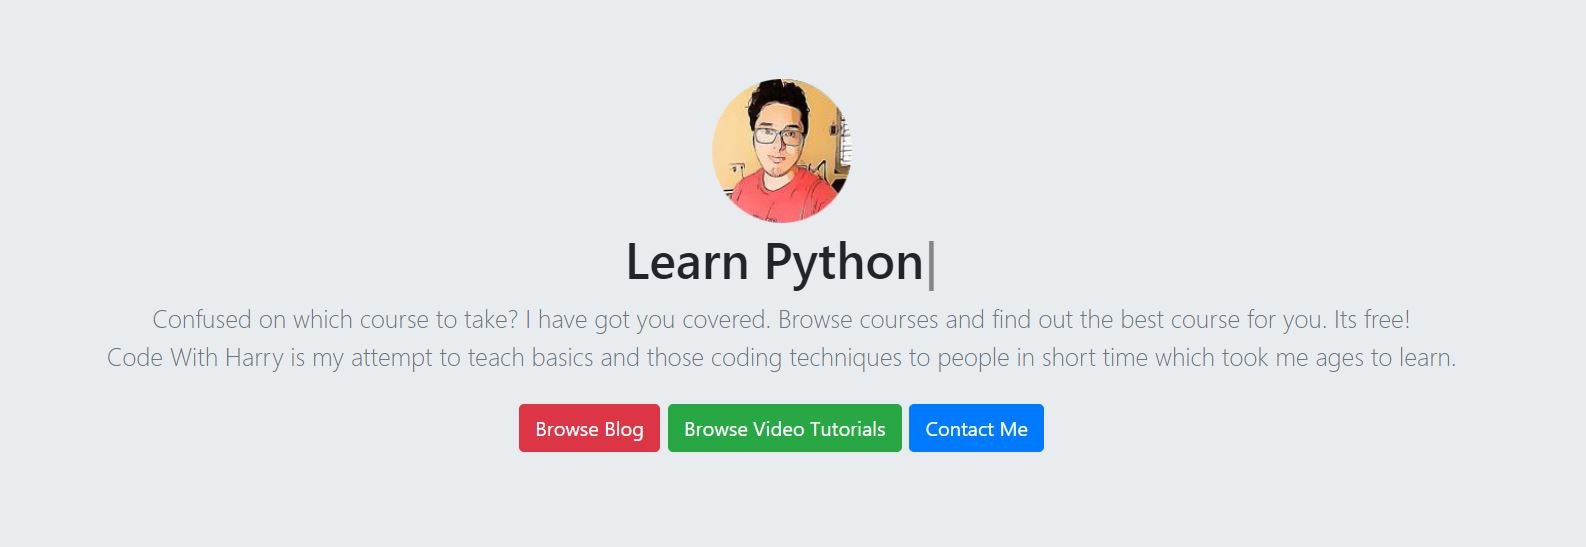 Learn Python|
Confused on which course to take? I have got you covered. Browse courses and find out the best course for you. Its free!
Code With Harry is my attempt to teach basics and those coding techniques to people in short time which took me ages to learn.
Browse Blog Browse Video Tutorials Contact Me